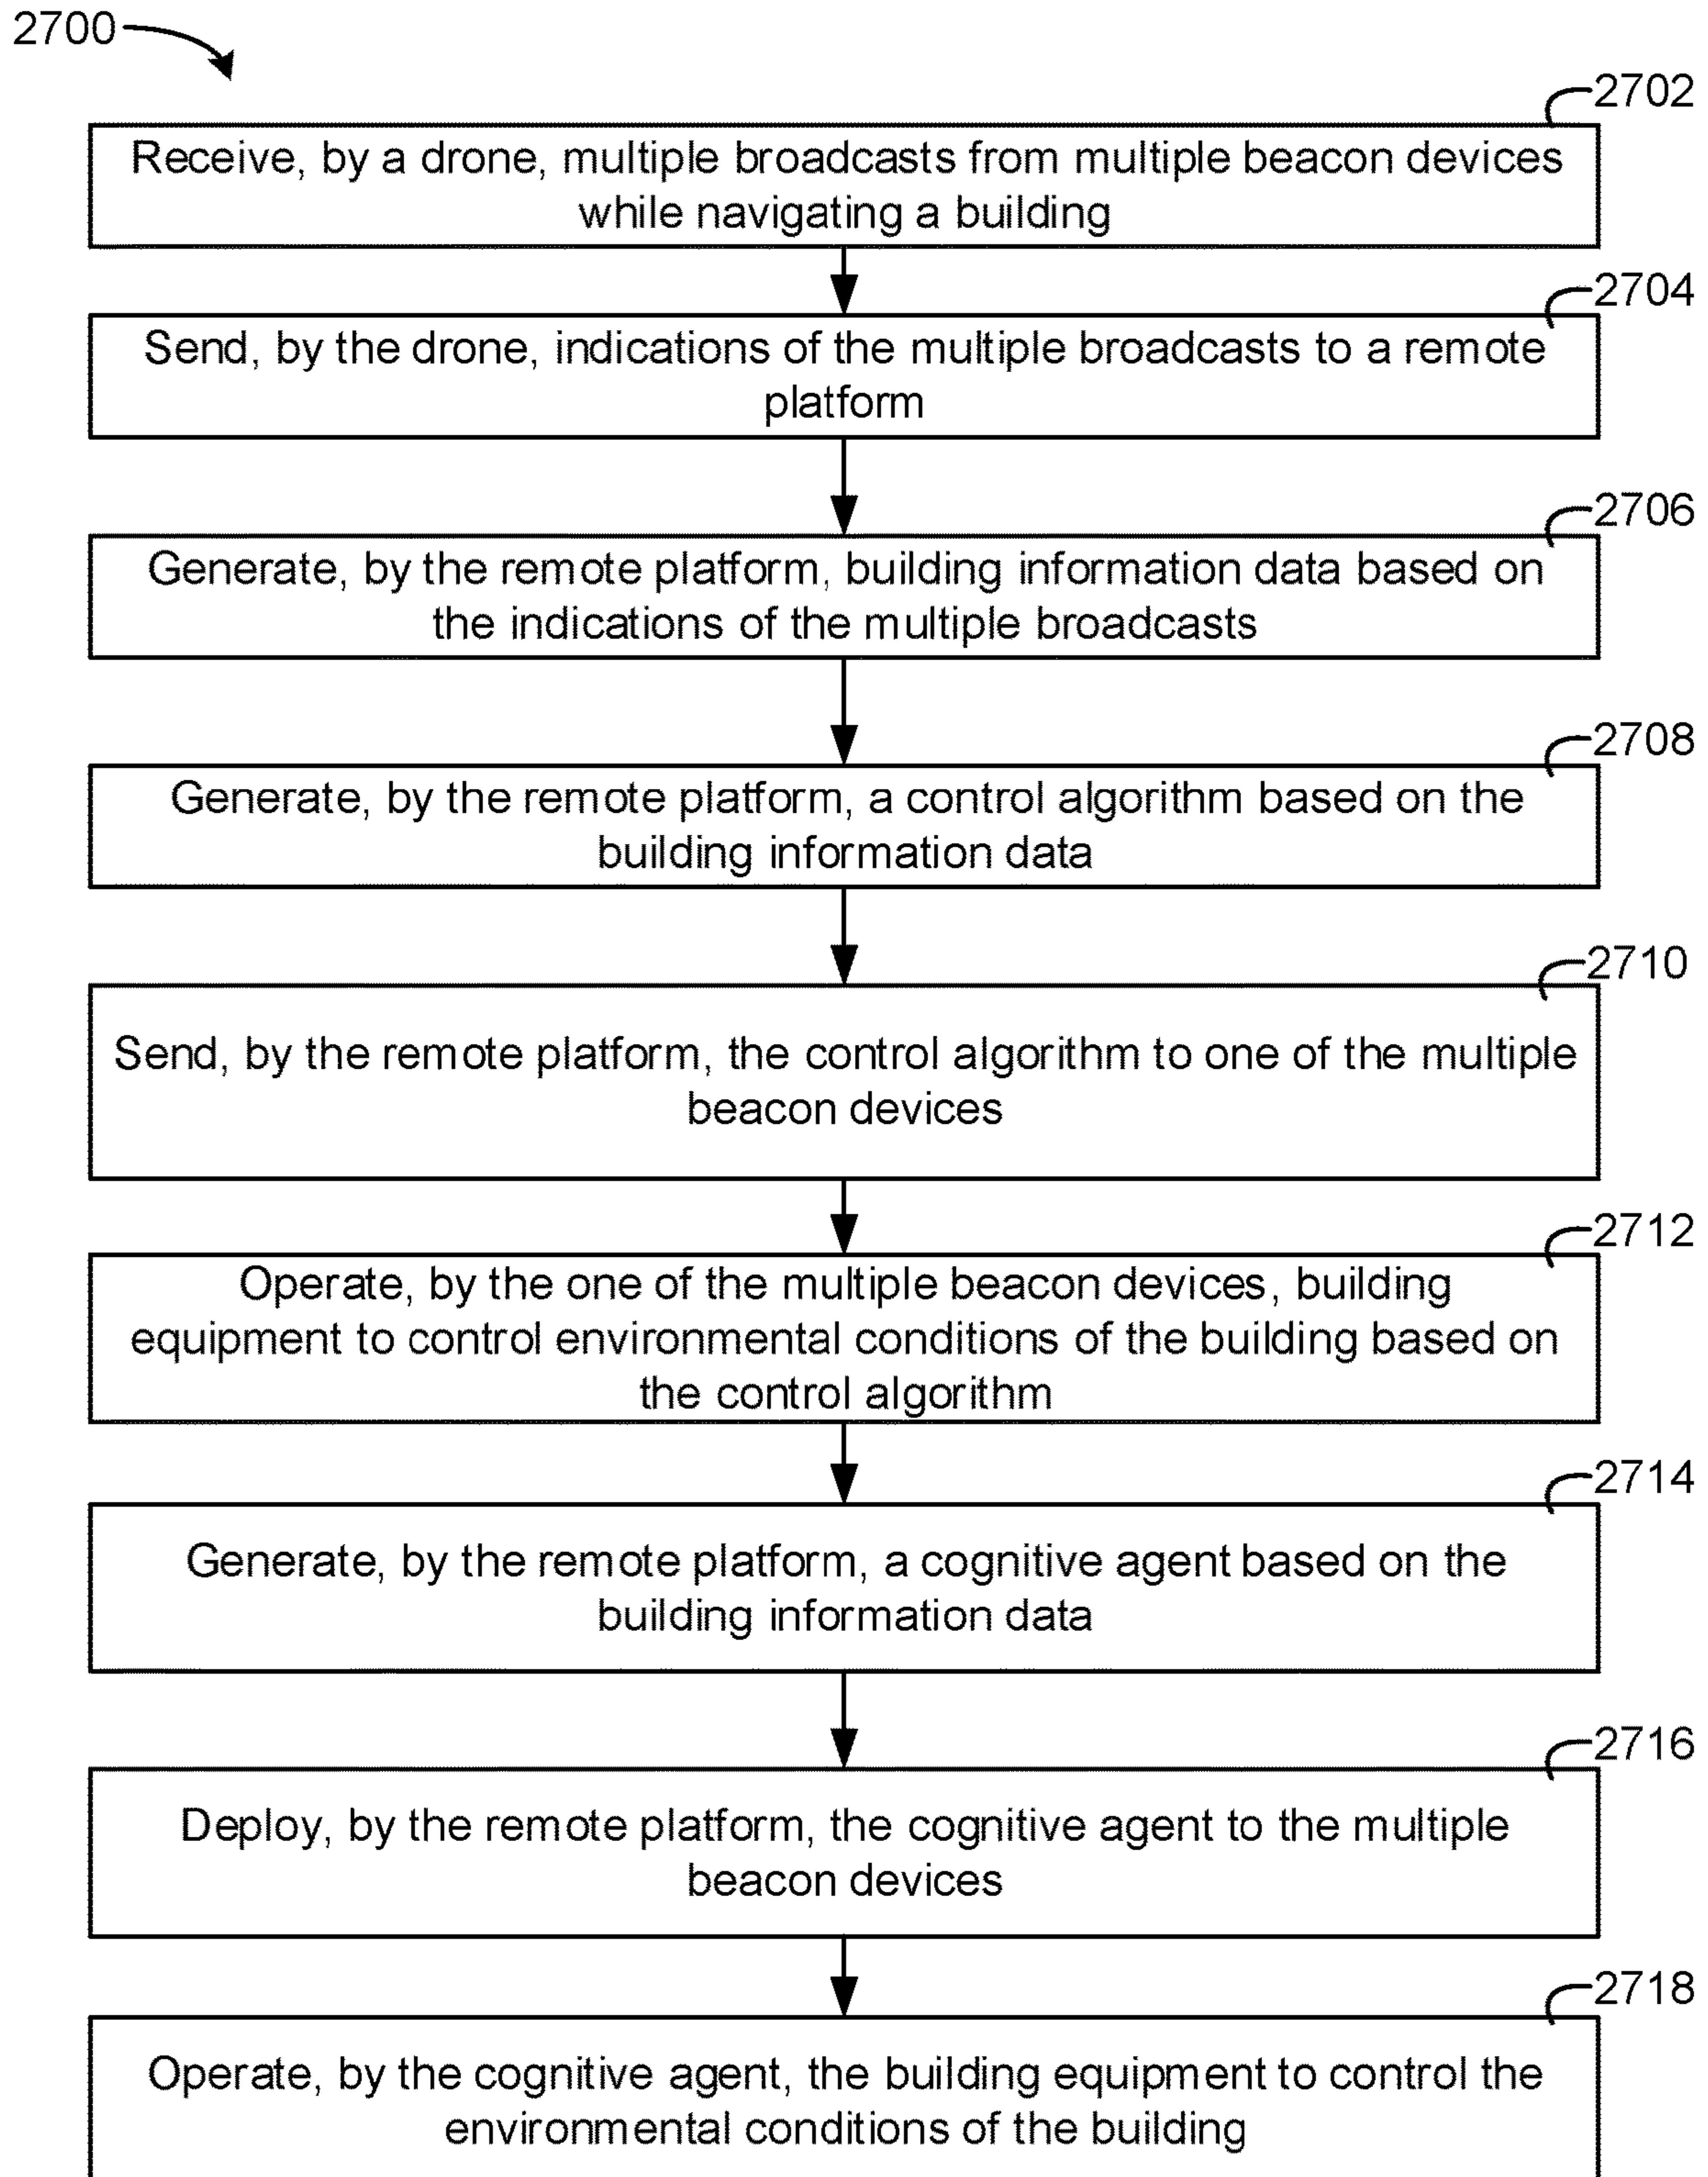 2700
2702
Receive, by a drone, multiple broadcasts from multiple beacon devices
while navigating a building
2704
Send, by the drone, indications of the multiple broadcasts to a remote
platform
2706
Generate, by the remote platform, building information data based on
the indications of the multiple broadcasts
2708
Generate, by the remote platform, a control algorithm based on the
building information data
2710
Send, by the remote platform, the control algorithm to one of the multiple
beacon devices
2712
Operate, by the one of the multiple beacon devices, building
equipment to control environmental conditions of the building based on
the control algorithm
2714
Generate, by the remote platform, a cognitive agent based on the
building information data
2716
Deploy, by the remote platform, the cognitive agent to the multiple
beacon devices
2718
Operate, by the cognitive agent, the building equipment to control the
environmental conditions of the building